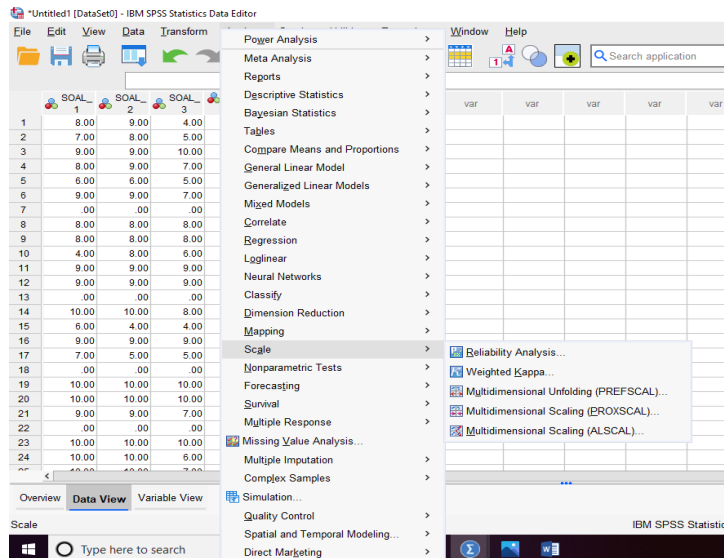 *Untitled1 [DataSet0] - IBM SPSS Statistics Data Editor
File Edit View Data Transform Window Help
Search application
SOAL_1 SOAL_2 SOAL_3 var var var var var
1 8.00 9.00 4.00
2 7.00 8.00 5.00
3 9.00 9.00 10.00
4 8.00 9.00 7.00
5 6.00 6.00 5.00
6 9.00 9.00 7.00
7 .00 .00 .00
8 8.00 8.00 8.00
9 8.00 8.00 8.00
10 4.00 8.00 6.00
11 9.00 9.00 9.00
12 9.00 9.00 9.00
13 .00 .00 .00
14 10.00 10.00 8.00
15 6.00 4.00 4.00
16 9.00 9.00 9.00
17 7.00 5.00 5.00
18 .00 .00 .00
19 10.00 10.00 10.00
20 10.00 10.00 10.00
21 9.00 9.00 7.00
22 .00 .00 .00
23 10.00 10.00 10.00
24 10.00 10.00 6.00
Power Analysis
Meta Analysis
Reports
Descriptive Statistics
Bayesian Statistics
Tables
Compare Means and Proportions
General Linear Model
Generalized Linear Models
Mixed Models
Correlate
Regression
Loglinear
Neural Networks
Classify
Dimension Reduction
Mapping
Scale
Nonparametric Tests
Forecasting
Survival
Multiple Response
Missing Value Analysis...
Multiple Imputation
Complex Samples
Simulation...
Quality Control
Spatial and Temporal Modeling...
Direct Marketing
Reliability Analysis...
Weighted Kappa...
Multidimensional Unfolding (PREFSCAL)...
Multidimensional Scaling (PROXSCAL)...
Multidimensional Scaling (ALSCAL)...
Overview Data View Variable View
Scale IBM SPSS Statistic
Type here to search